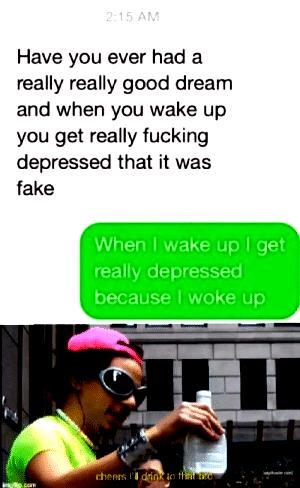 2:15 AM
Have you ever had a
really really good dream
and when you wake up
you get really fucking
depressed that it was
fake
When I wake up I get
really depressed
because I woke up
cheers I'll drink to that bro
imgflip.com